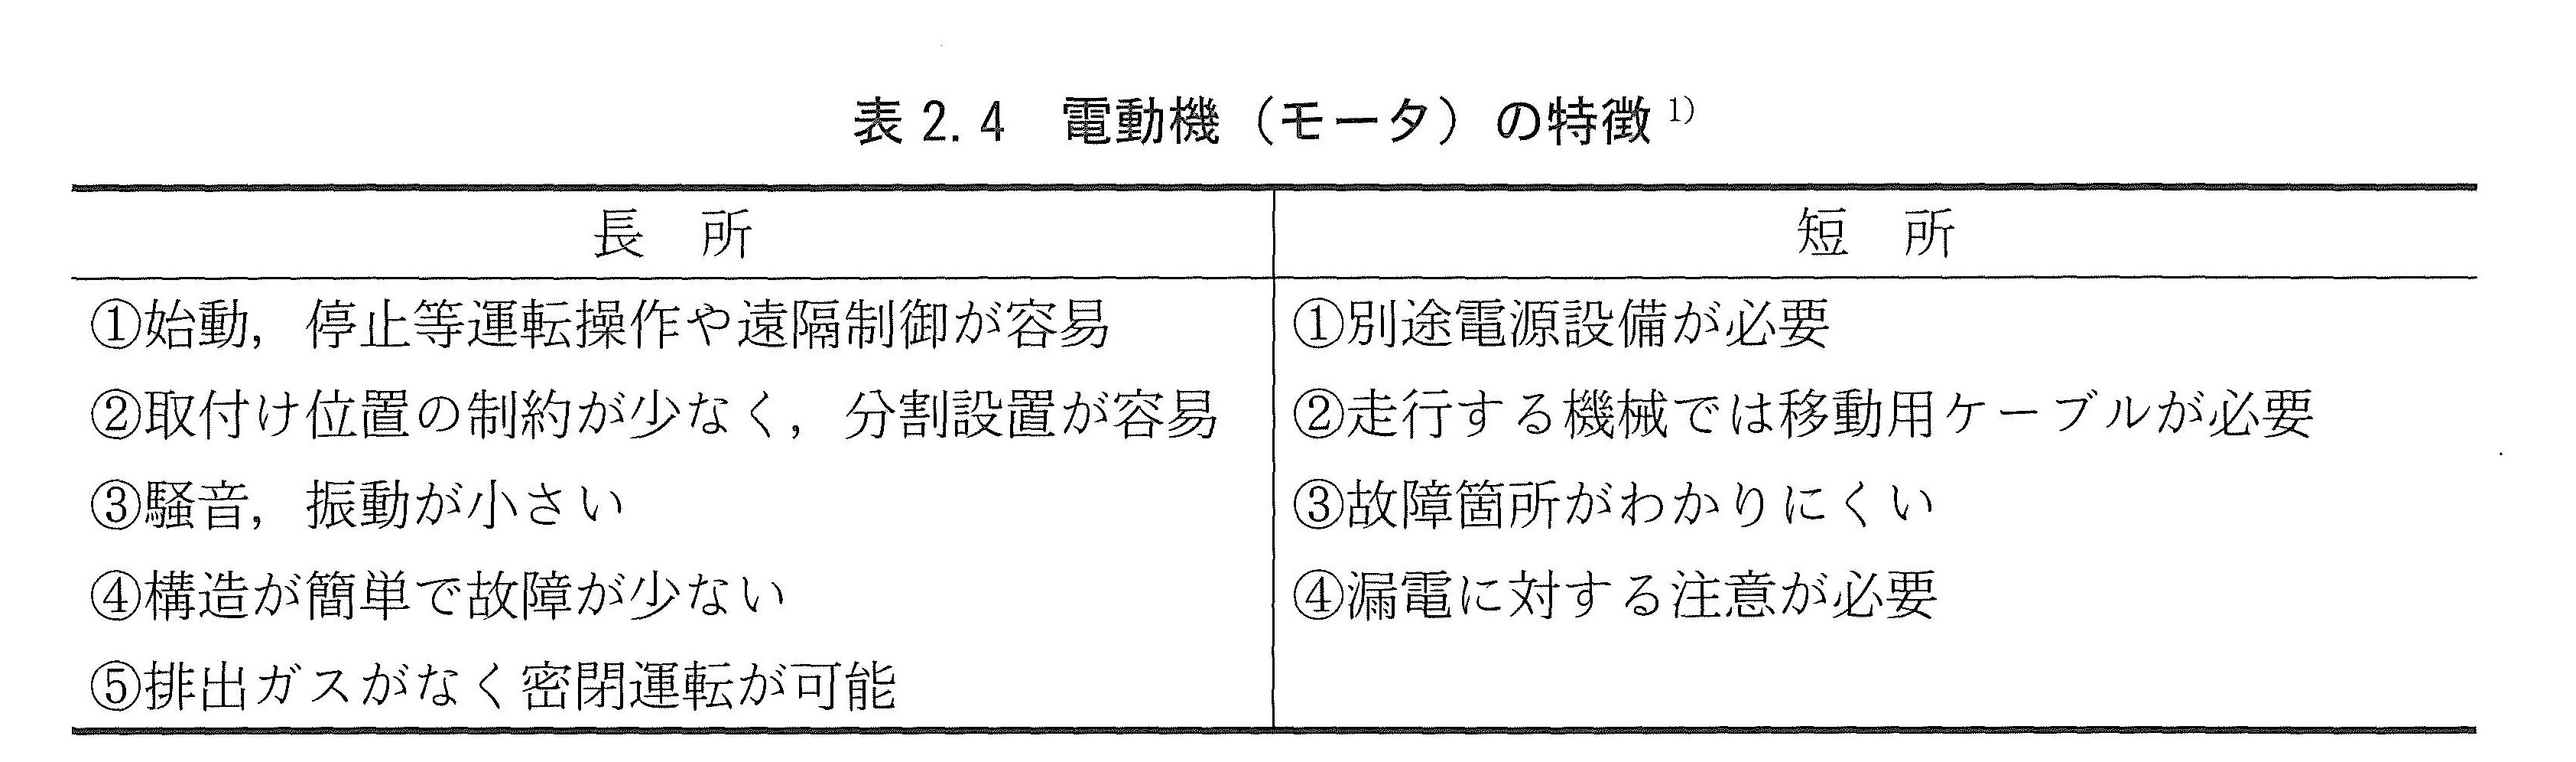 表2.4 電動機（モータ）の特徴1)
長　所
短　所
①始動，停止等運転操作や遠隔制御が容易
②取付け位置の制約が少なく，分割設置が容易
③騒音，振動が小さい
④構造が簡単で故障が少ない
⑤排出ガスがなく密閉運転が可能
①別途電源設備が必要
②走行する機械では移動用ケーブルが必要
③故障箇所がわかりにくい
④漏電に対する注意が必要